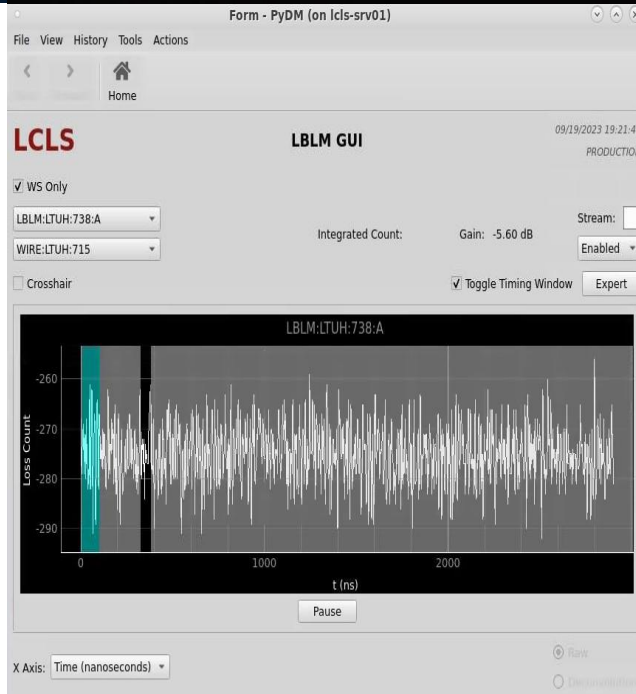 Form - PyDM (on lcls-srv01)
File View History Tools Actions
Home
LCLS
LBLM GUI
09/19/2023 19:21:4
PRODUCTIO
WS Only
LBLM:LTUH:738:A
WIRE:LTUH:715
Integrated Count:
Gain: -5.60 dB
Stream:
Enabled
Crosshair
Toggle Timing Window
Expert
LBLM:LTUH:738:A
-260
-270
-280
-290
Loss Count
0 1000 2000
t (ns)
Pause
X Axis: Time (nanoseconds)
Raw